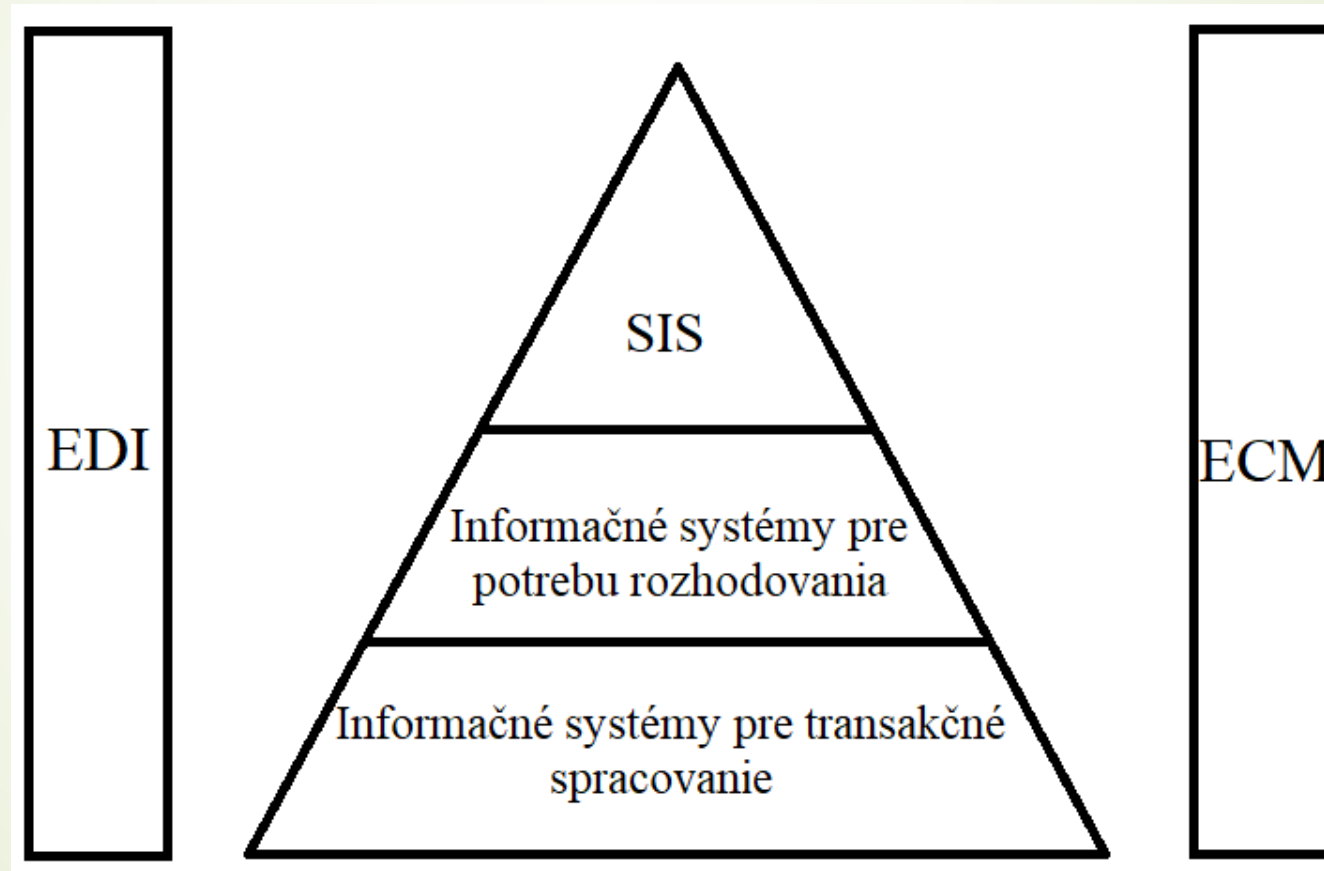 SIS
EDI
ECM
Informačné systémy pre
potrebu rozhodovania
Informačné systémy pre transakčné
spracovanie